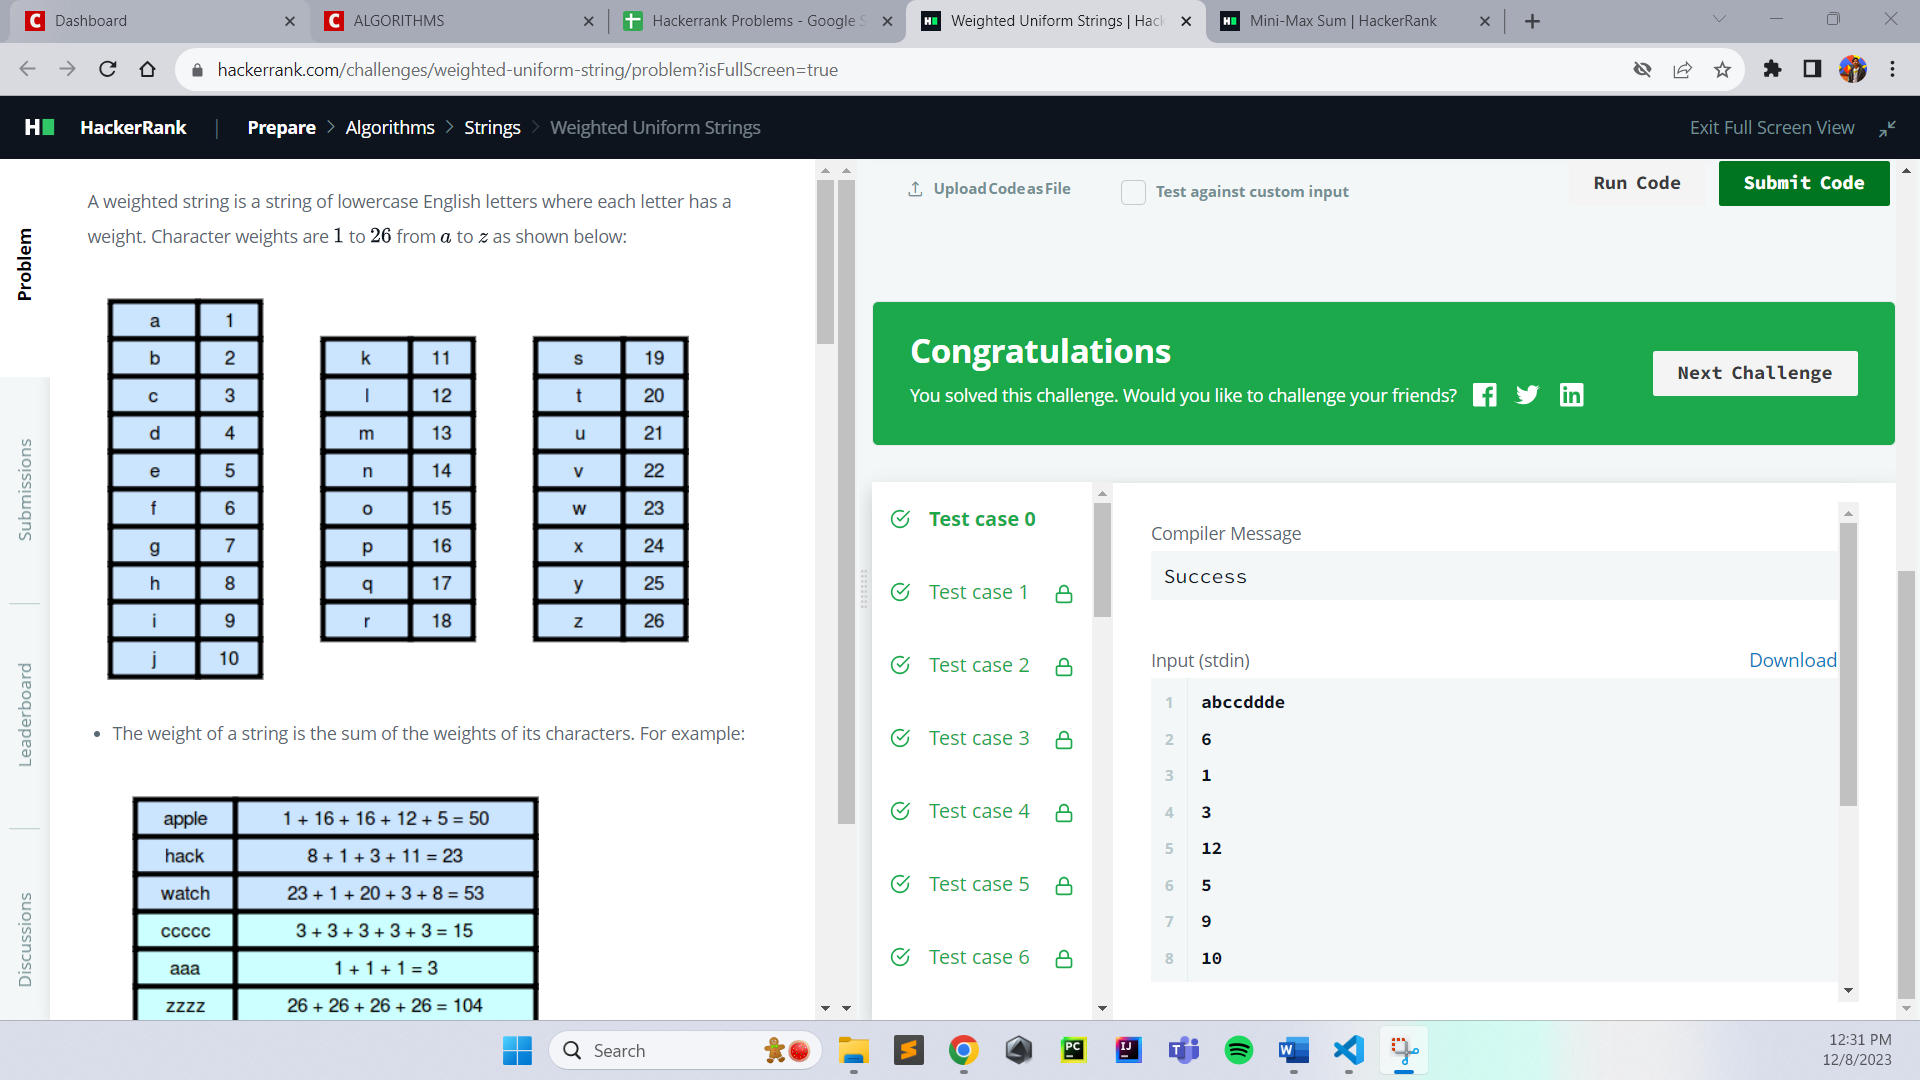 Dashboard
ALGORITHMS
Hackerrank Problems - Google S
Weighted Uniform Strings | Hack
Mini-Max Sum | HackerRank
hackerrank.com/challenges/weighted-uniform-string/problem?isFullScreen=true
HackerRank
Prepare > Algorithms > Strings > Weighted Uniform Strings
Exit Full Screen View
Problem
Submissions
Leaderboard
Discussions
A weighted string is a string of lowercase English letters where each letter has a
weight. Character weights are 1 to 26 from a to z as shown below:
a 1
b 2
c 3
d 4
e 5
f 6
g 7
h 8
i 9
j 10
k 11
l 12
m 13
n 14
o 15
p 16
q 17
r 18
s 19
t 20
u 21
v 22
w 23
x 24
y 25
z 26
• The weight of a string is the sum of the weights of its characters. For example:
apple 1 + 16 + 16 + 12 + 5 = 50
hack 8 + 1 + 3 + 11 = 23
watch 23 + 1 + 20 + 3 + 8 = 53
ccccc 3 + 3 + 3 + 3 + 3 = 15
aaa 1 + 1 + 1 = 3
zzzz 26 + 26 + 26 + 26 = 104
Upload Code as File
Test against custom input
Run Code
Submit Code
Congratulations
You solved this challenge. Would you like to challenge your friends?
Next Challenge
Test case 0
Test case 1
Test case 2
Test case 3
Test case 4
Test case 5
Test case 6
Compiler Message
Success
Input (stdin)
Download
1 abccddde
2 6
3 1
4 3
5 12
6 5
7 9
8 10
Search
12:31 PM
12/8/2023